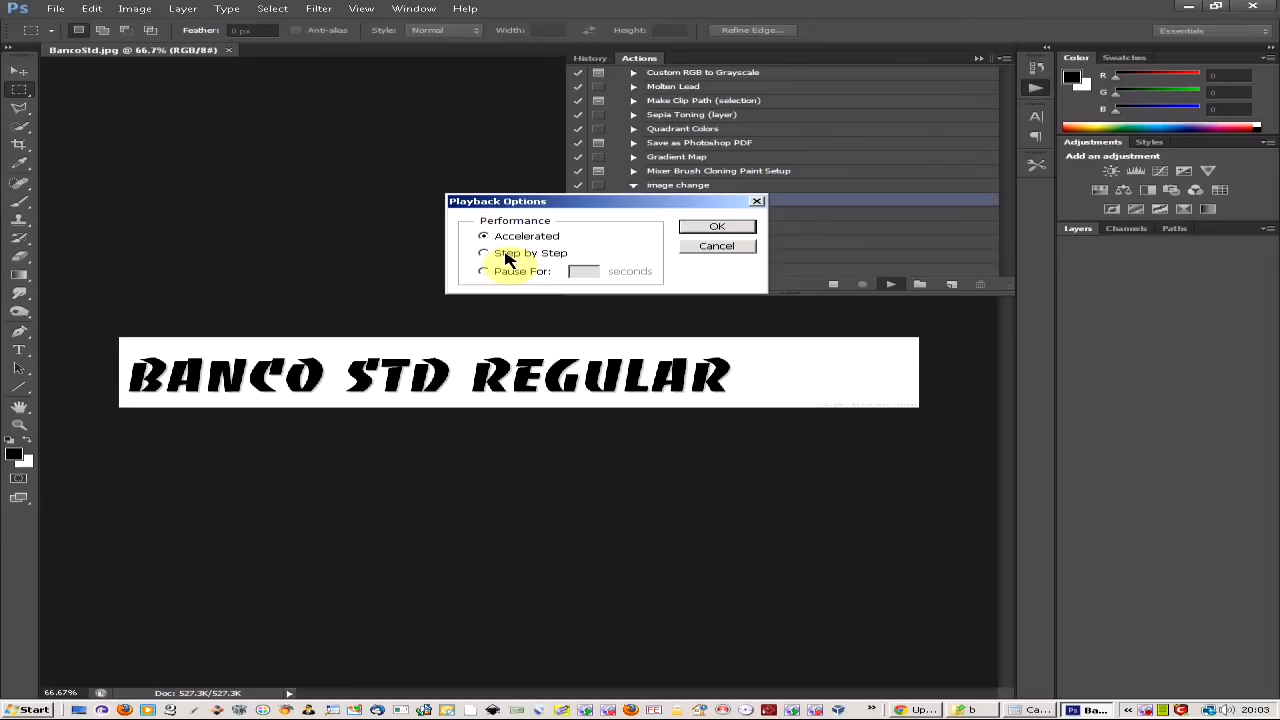 Ps File Edit Image Layer Type Select Filter View Window Help
Feather: 0 px Anti-alias Style: Normal Width: Height: Refine Edge... Essentials
BancoStd.jpg @ 66.7% (RGB/8#) ×
History Actions
Custom RGB to Grayscale
Molten Lead
Make Clip Path (selection)
Sepia Toning (layer)
Quadrant Colors
Save as Photoshop PDF
Gradient Map
Mixer Brush Cloning Paint Setup
image change
Color Swatches
R 0
G 0
B 0
Adjustments Styles
Add an adjustment
Layers Channels Paths
Playback Options
Performance
Accelerated
Step by Step
Pause For: seconds
OK
Cancel
BANCO STD REGULAR
66.67% Doc: 527.3K/527.3K
Start Up... b Ca... Ps Ba... 20:03